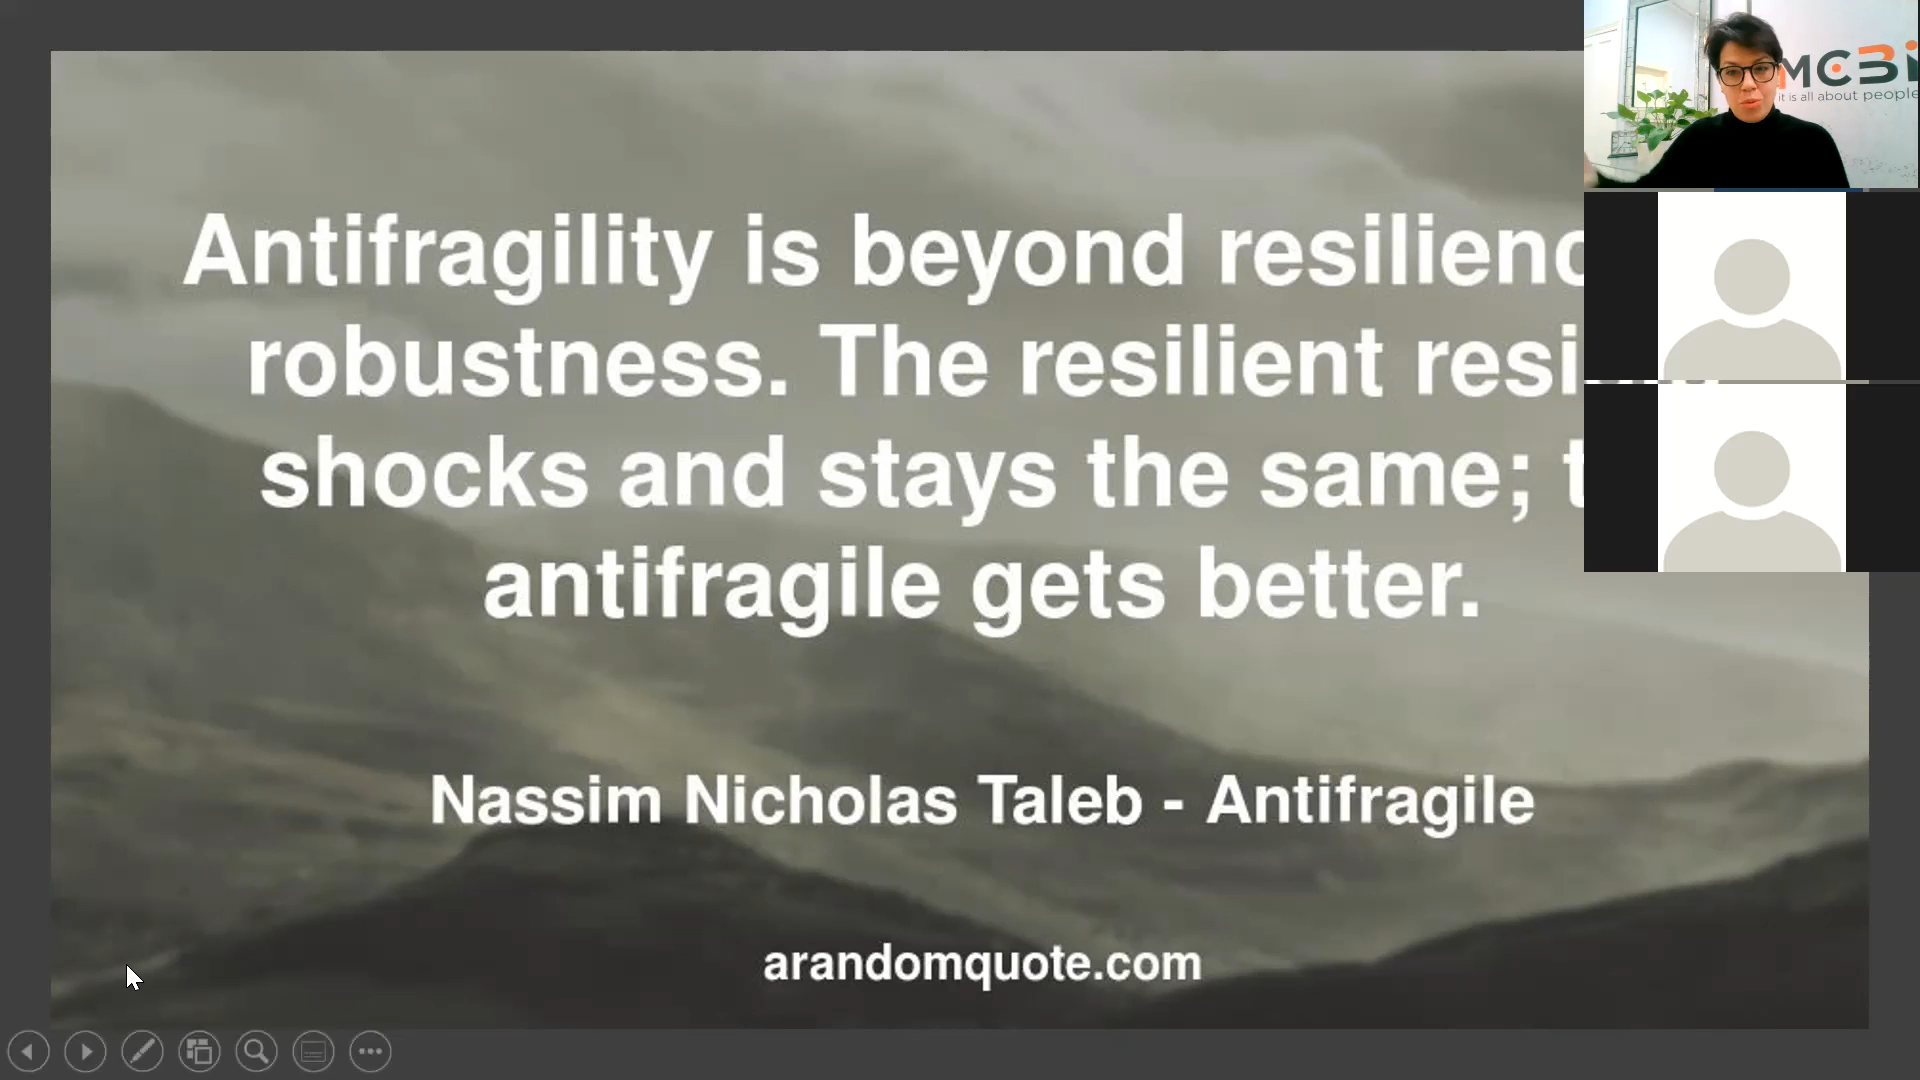 Antifragility is beyond resilienc
robustness. The resilient resi
shocks and stays the same; t
antifragile gets better.
Nassim Nicholas Taleb - Antifragile
arandomquote.com
MCBi
it is all about people